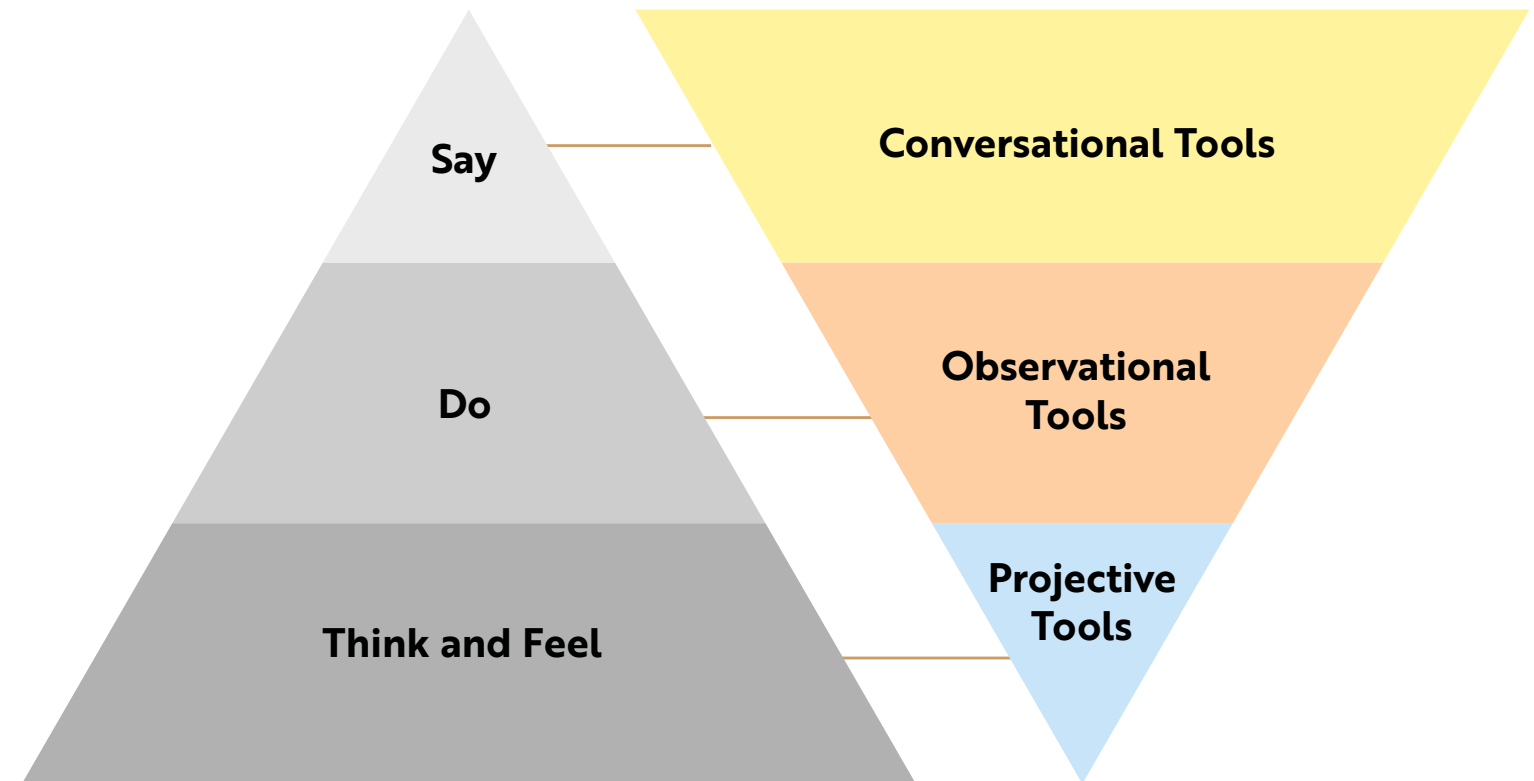 Say
Conversational Tools
Do
Observational
Tools
Think and Feel
Projective
Tools